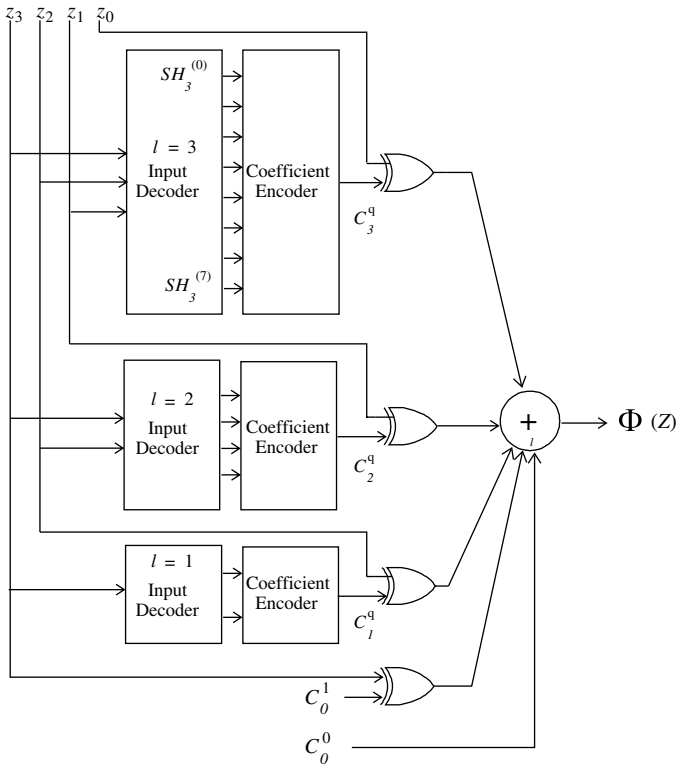 z3 z2 z1 z0
SH3(0)
l = 3
Input
Decoder
SH3(7)
Coefficient
Encoder
C3q
l = 2
Input
Decoder
Coefficient
Encoder
C2q
+
l
Φ (Z)
l = 1
Input
Decoder
Coefficient
Encoder
C1q
C01
C00